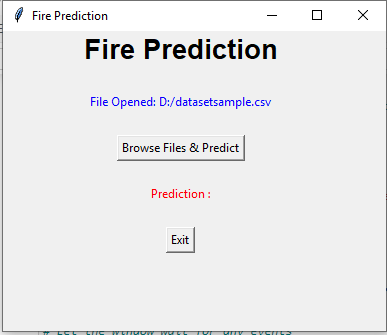 Fire Prediction
Fire Prediction
File Opened: D:/datasetsample.csv
Browse Files & Predict
Prediction :
Exit
# Let the window wait for any events